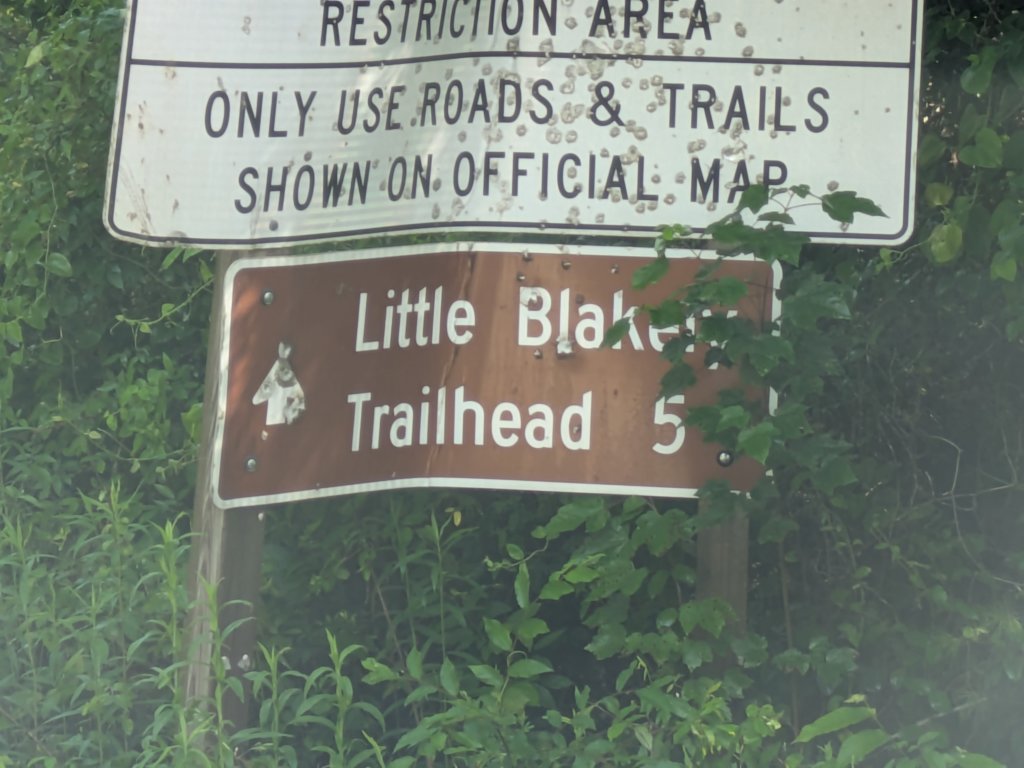 RESTRICTION AREA
ONLY USE ROADS & TRAILS
SHOWN ON OFFICIAL MAP
Little
Trailhead 5